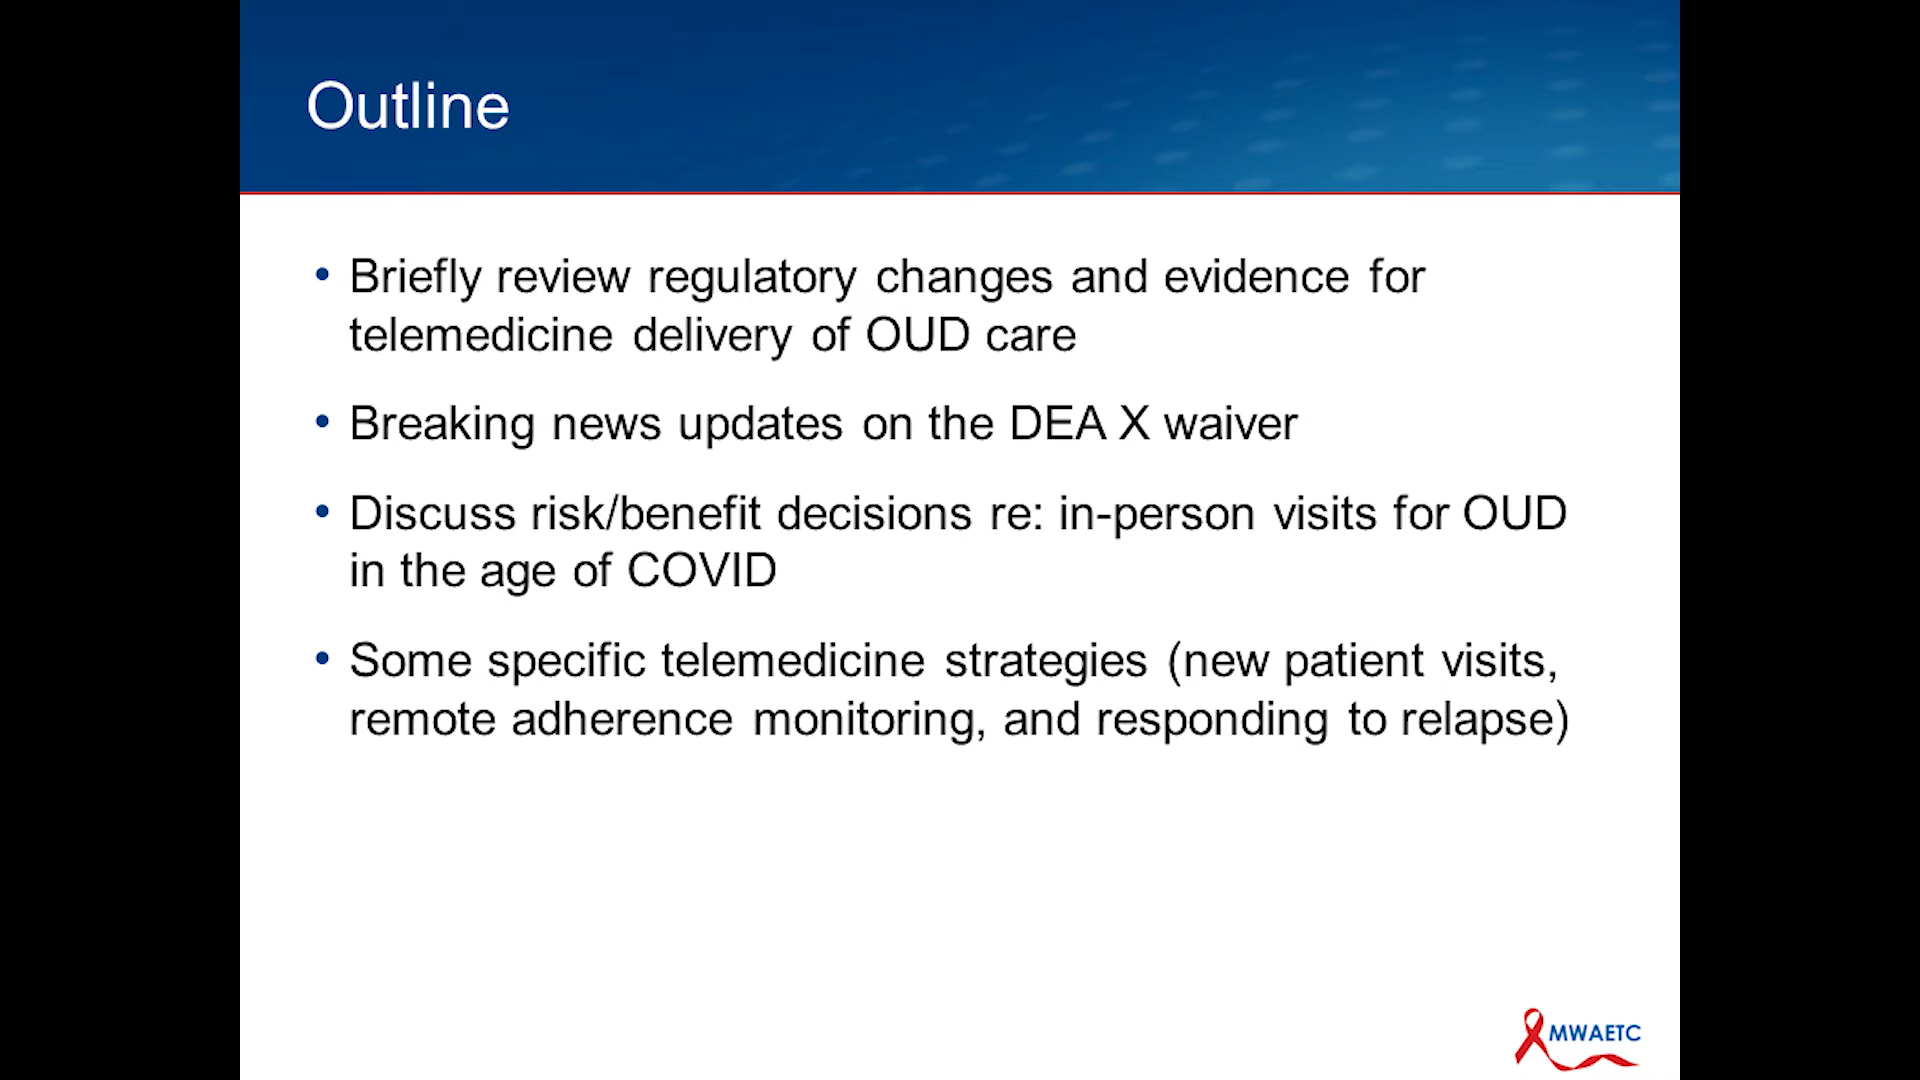 Outline
• Briefly review regulatory changes and evidence for
telemedicine delivery of OUD care
• Breaking news updates on the DEA X waiver
• Discuss risk/benefit decisions re: in-person visits for OUD
in the age of COVID
• Some specific telemedicine strategies (new patient visits,
remote adherence monitoring, and responding to relapse)
MWAETC